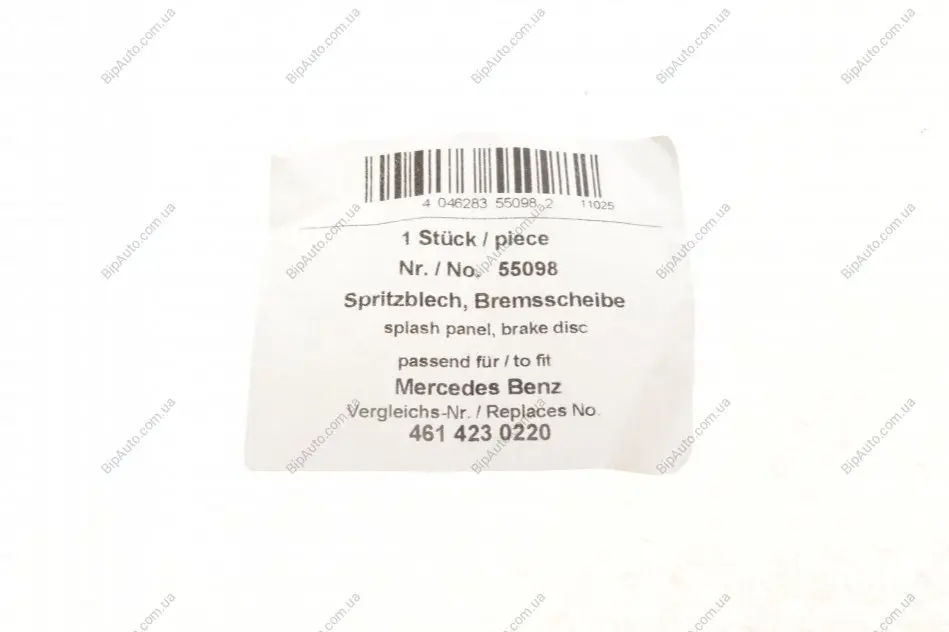 4 046283 55098 2 11025
1 Stück / piece
Nr. / No. 55098
Spritzblech, Bremsscheibe
splash panel, brake disc
passend für / to fit
Mercedes Benz
Vergleichs-Nr. / Replaces No.
461 423 0220
BipAuto.com.ua